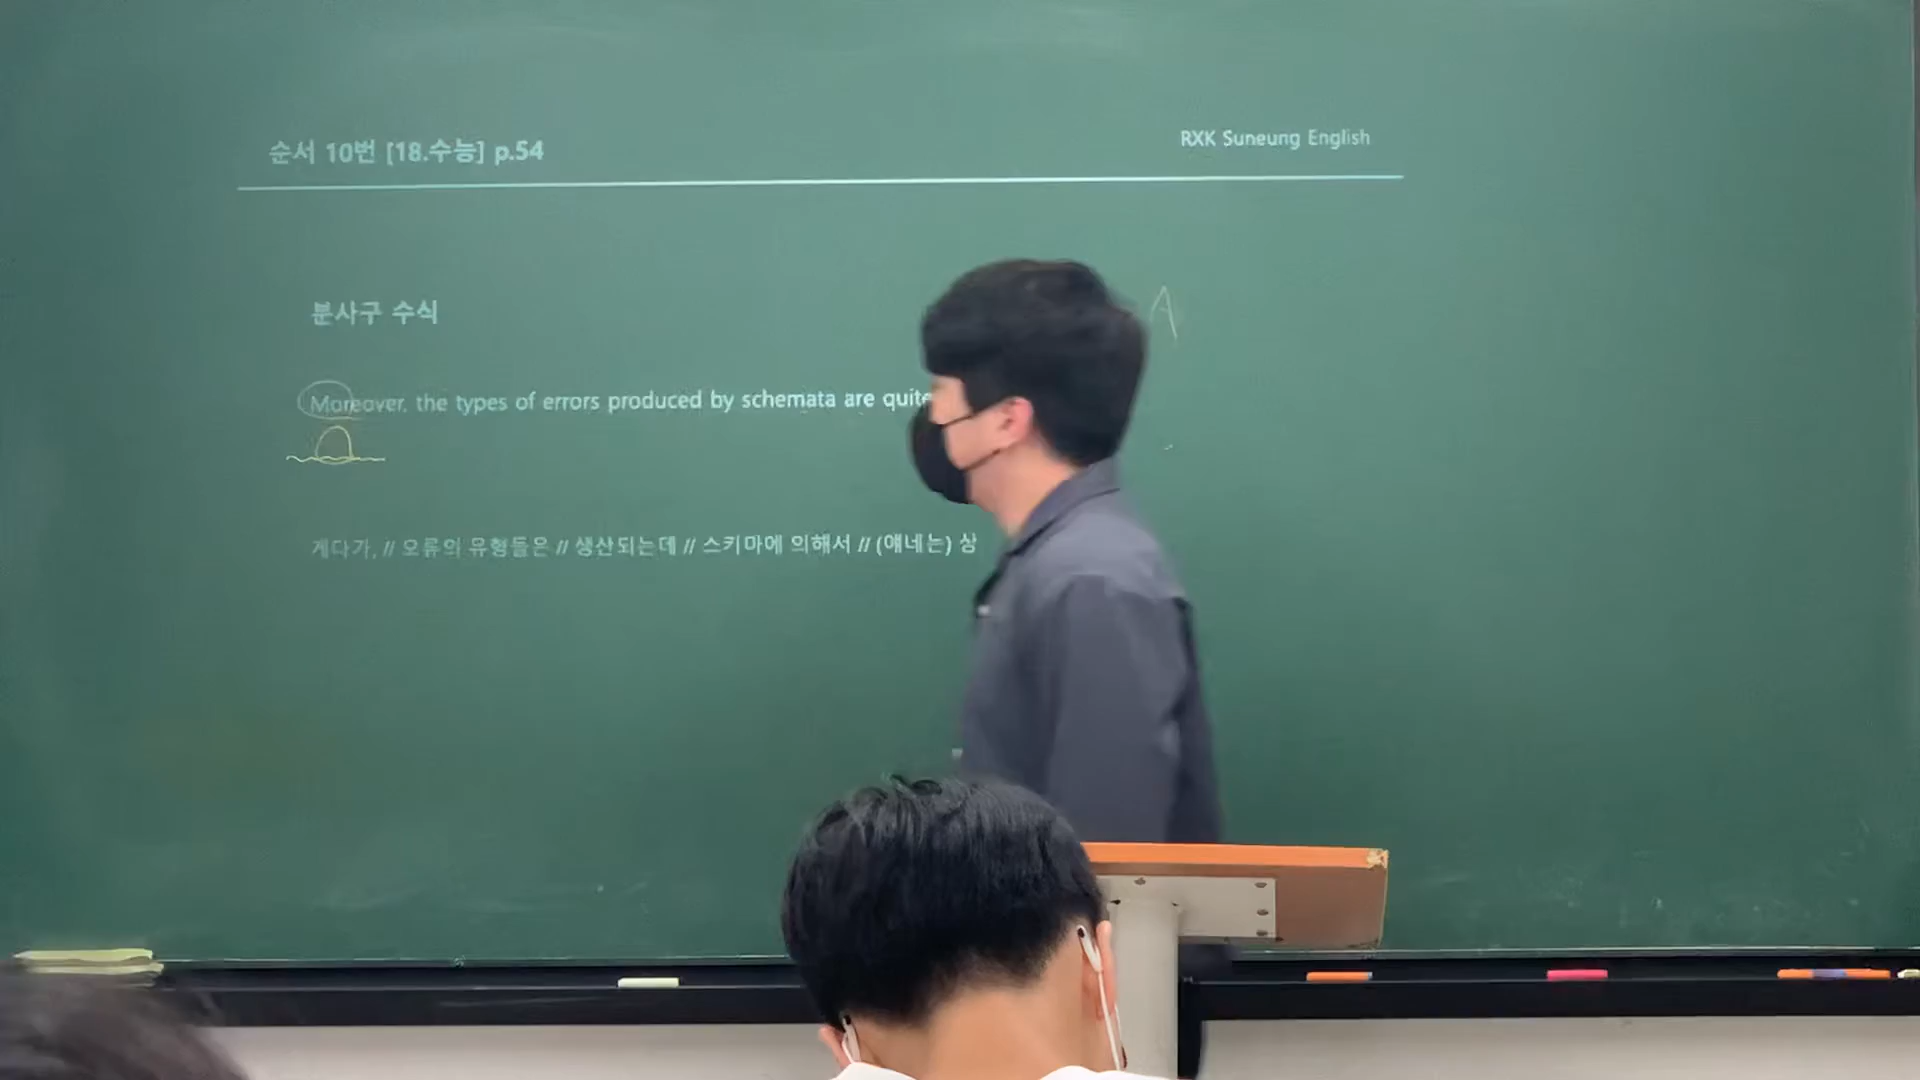 순서 10번 [18.수능] p.54
RXK Suneung English
분사구 수식
A
Moreover, the types of errors produced by schemata are quite
게다가, // 오류의 유형들은 // 생산되는데 // 스키마에 의해서 // (얘네는) 상